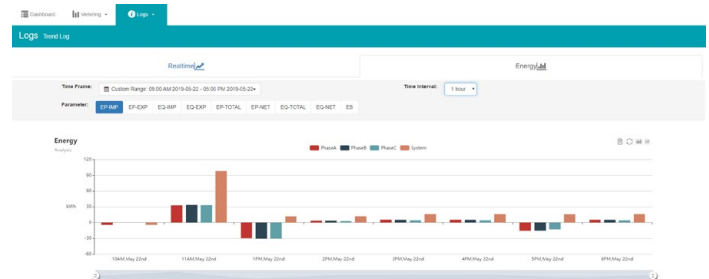 Dashboard Metering Logs
Logs Trend Log
Realtime Energy
Time Frame: Custom Range: 09:00 AM 2019-05-22 - 05:00 PM 2019-05-22 Time Interval: 1 hour
Parameter: EP-IMP EP-EXP EQ-IMP EQ-EXP EP-TOTAL EP-NET EQ-TOTAL EQ-NET ES
Energy
Analysis
PhaseA PhaseB PhaseC System
120
90
60
kWh 30
0
-30
-60
10AM,May 22nd 11AM,May 22nd 1PM,May 22nd 2PM,May 22nd 3PM,May 22nd 4PM,May 22nd 5PM,May 22nd 6PM,May 22nd